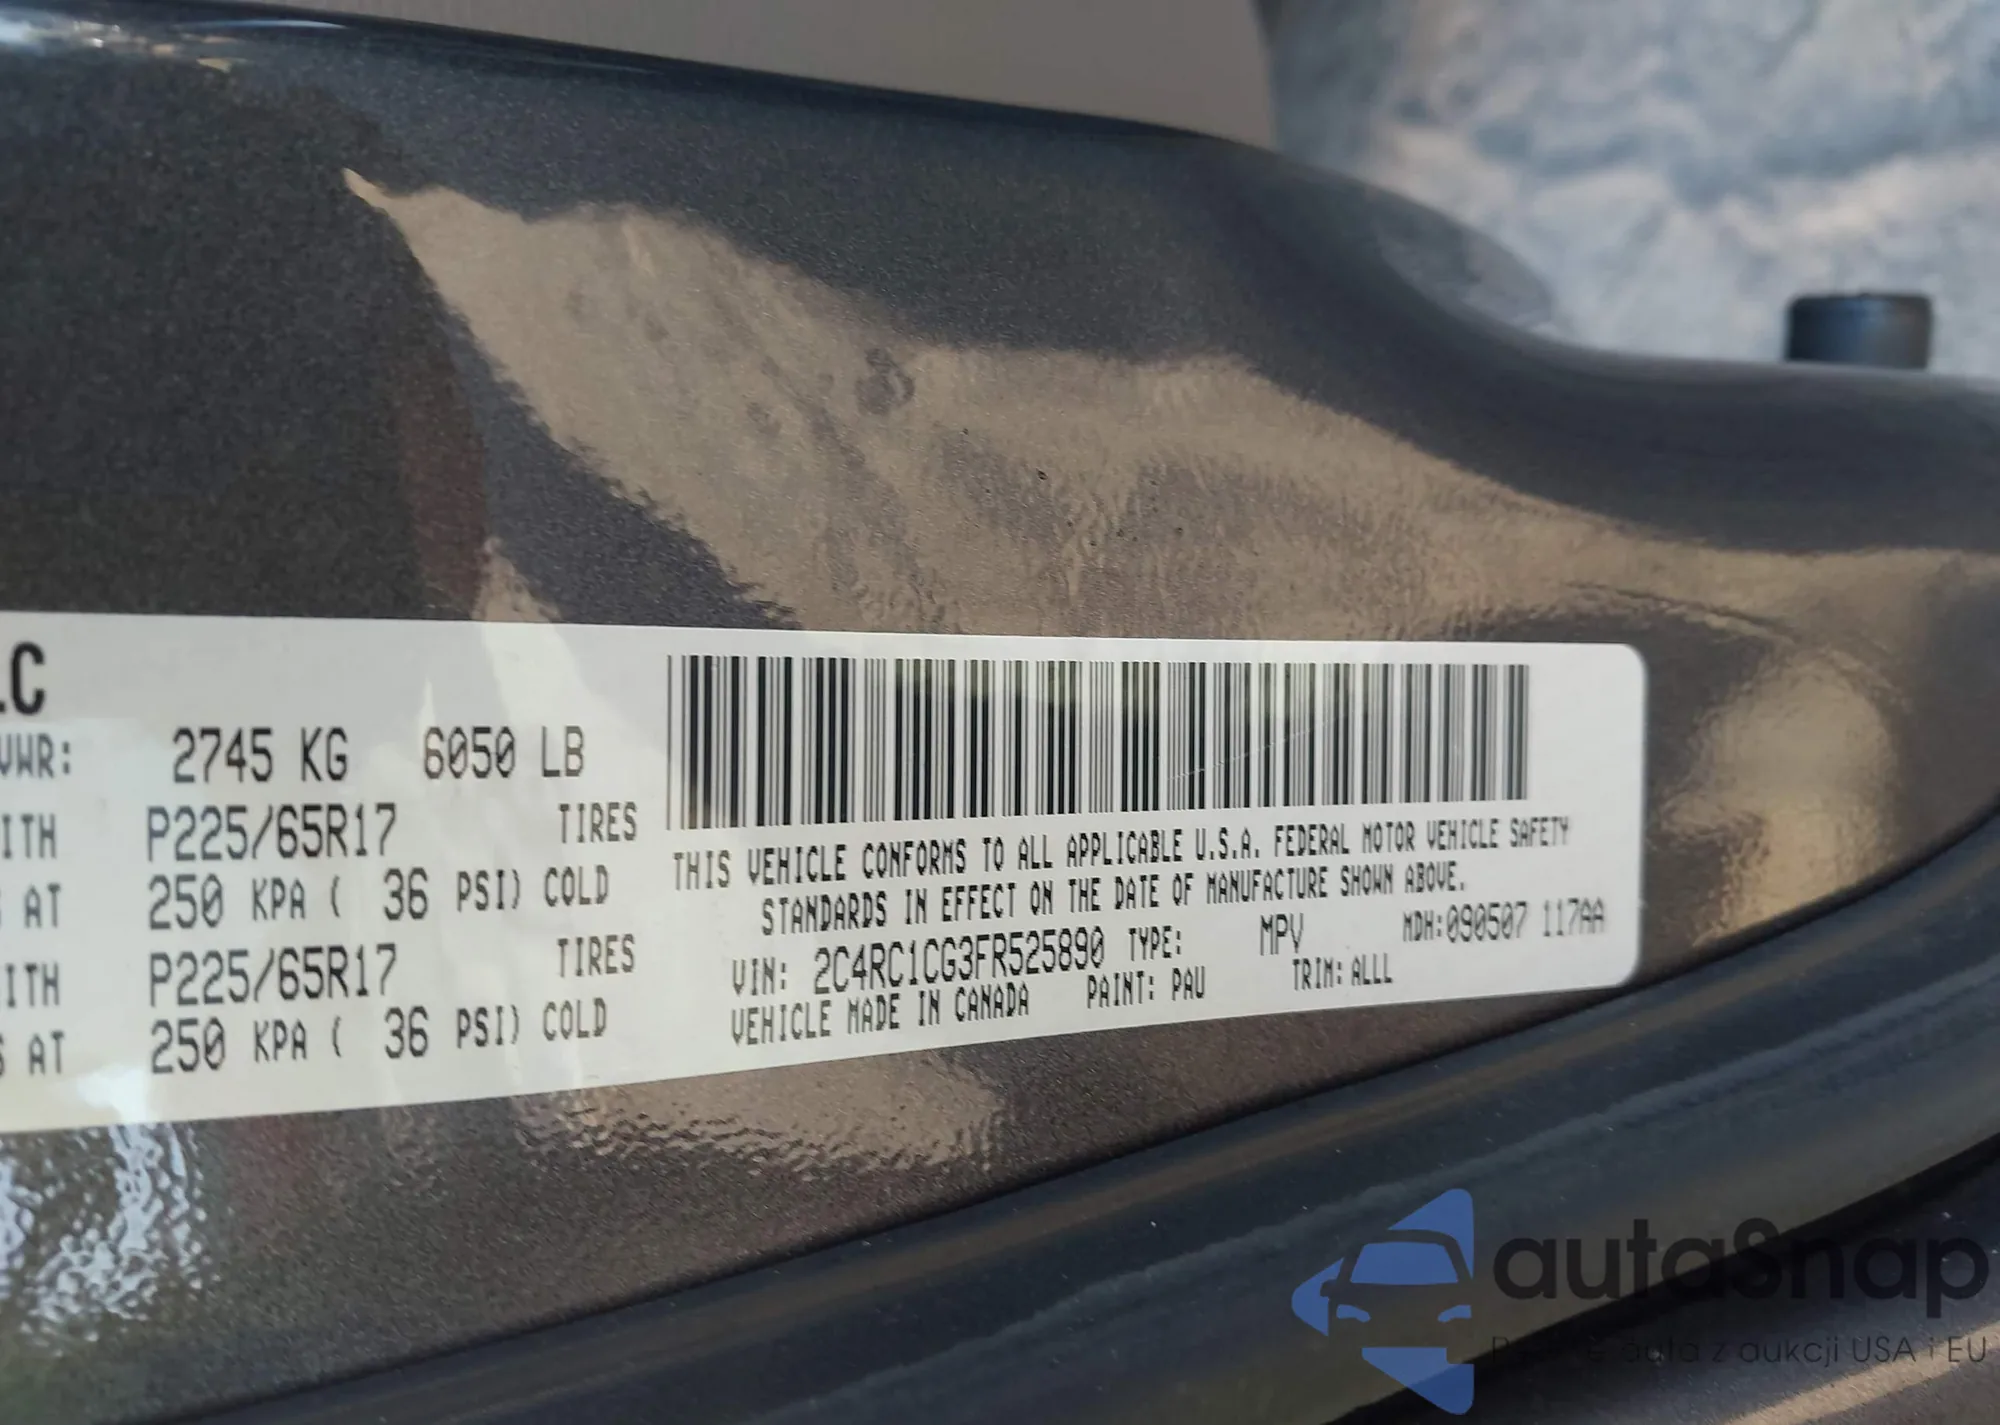 LC
VWR: 2745 KG 6050 LB
ITH P225/65R17 TIRES
S AT 250 KPA ( 36 PSI) COLD
ITH P225/65R17 TIRES
S AT 250 KPA ( 36 PSI) COLD
THIS VEHICLE CONFORMS TO ALL APPLICABLE U.S.A. FEDERAL MOTOR VEHICLE SAFETY
STANDARDS IN EFFECT ON THE DATE OF MANUFACTURE SHOWN ABOVE.
VIN: 2C4RC1CG3FR525890 TYPE: MPV MDH:090507 117AA
VEHICLE MADE IN CANADA PAINT: PAU TRIM: ALLL
autaSnap
auta z aukcji USA i EU